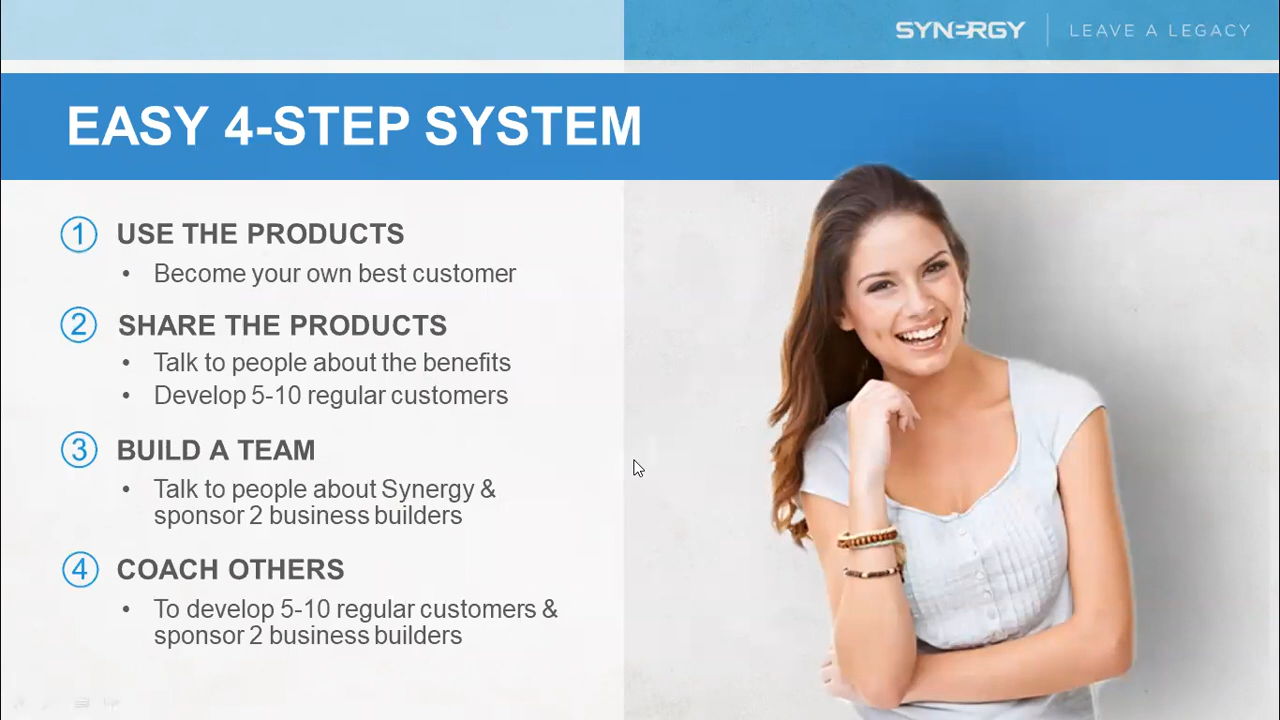 SYNERGY | LEAVE A LEGACY
EASY 4-STEP SYSTEM
1 USE THE PRODUCTS
• Become your own best customer
2 SHARE THE PRODUCTS
• Talk to people about the benefits
• Develop 5-10 regular customers
3 BUILD A TEAM
• Talk to people about Synergy &
sponsor 2 business builders
4 COACH OTHERS
• To develop 5-10 regular customers &
sponsor 2 business builders